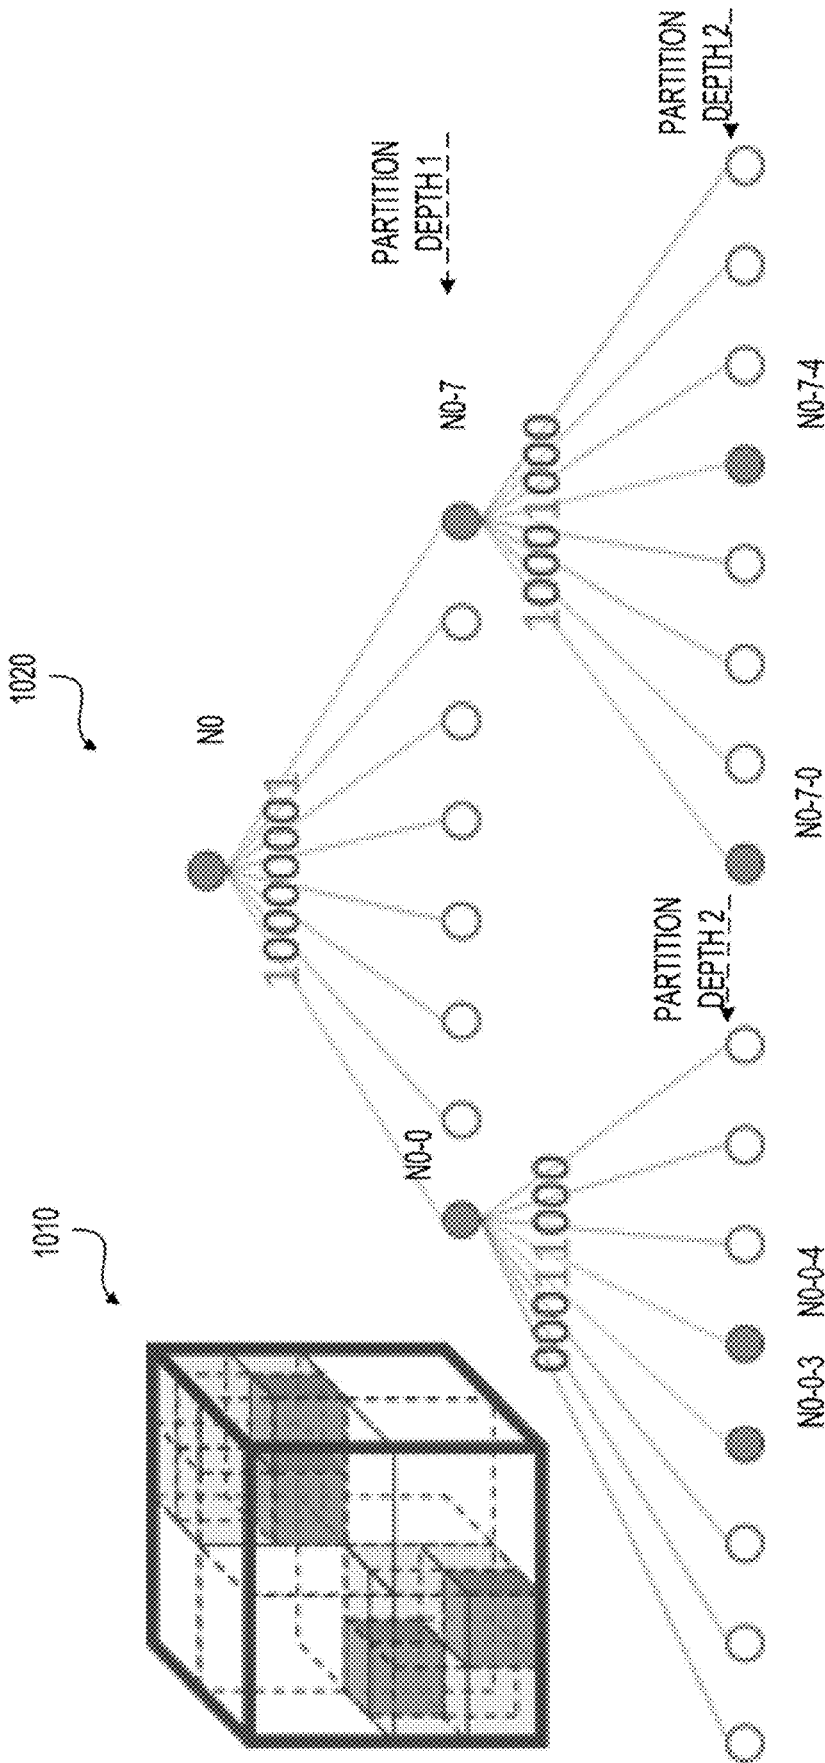 1010
1020
N0
10000001
PARTITION
DEPTH 1
N0-0
N0-7
00011000
10001000
PARTITION
DEPTH 2
PARTITION
DEPTH 2
N0-0-3
N0-0-4
N0-7-0
N0-7-4